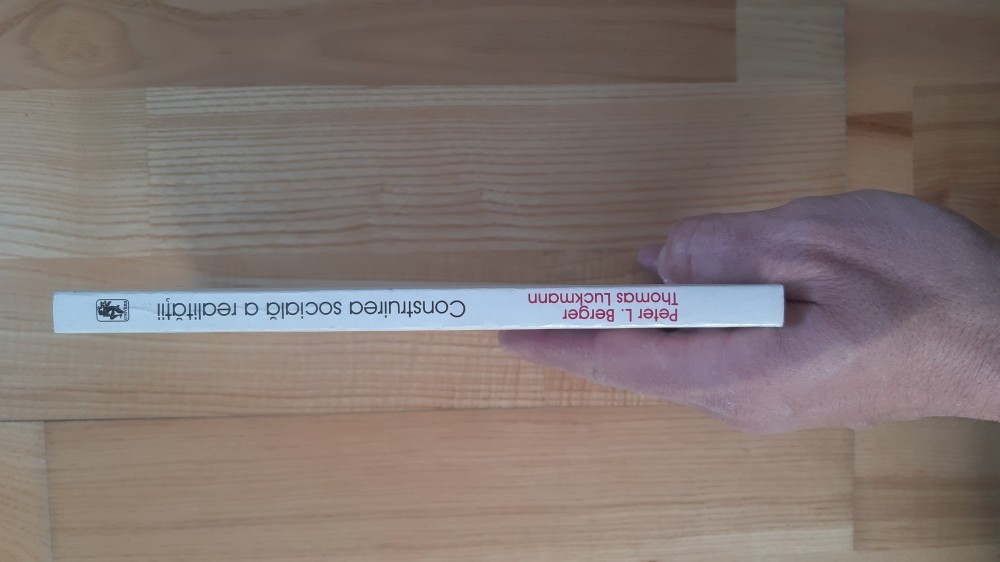 Peter L. Berger
Thomas Luckmann
Construirea socială a realității